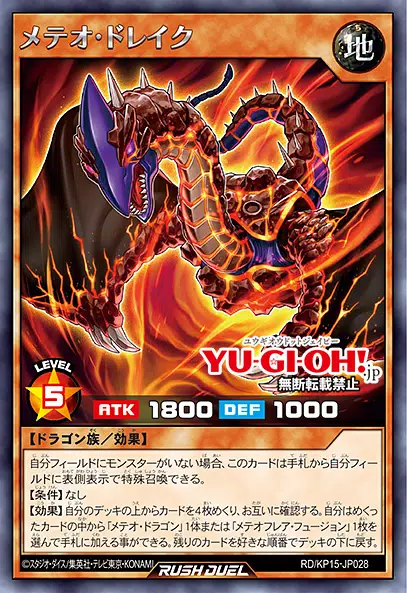 メテオ・ドレイク
地
ユウギオウドットジェイピー
YU-GI-OH!.jp
無断転載禁止
LEVEL
5
ATK 1800 DEF 1000
【ドラゴン族／効果】
自分フィールドにモンスターがいない場合、このカードは手札から自分フィー
ルドに表側表示で特殊召喚できる。
【条件】なし
【効果】自分のデッキの上からカードを4枚めくり、お互いに確認する。自分はめくっ
たカードの中から「メテオ・ドラゴン」1体または「メテオフレア・フュージョン」1枚を
選んで手札に加える事ができる。残りのカードを好きな順番でデッキの下に戻す。
©スタジオ・ダイス/集英社・テレビ東京・KONAMI
RUSH DUEL
RD/KP15-JP028